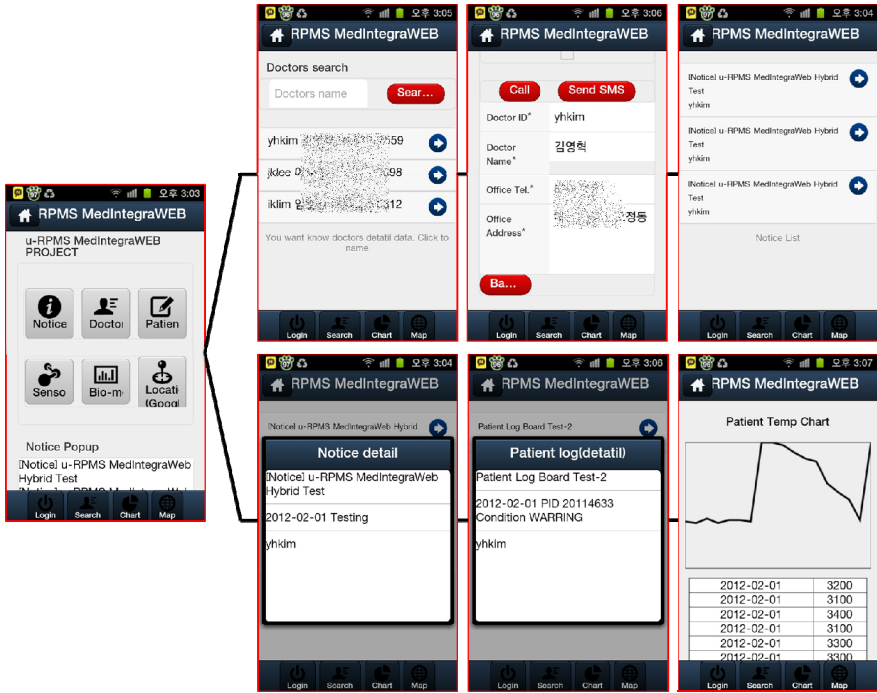 오후 3:03
RPMS MedIntegraWEB
u-RPMS MedIntegraWEB
PROJECT
Notice
Doctor
Patien
Senso
Bio-m
Locati
(Googl
Notice Popup
[Notice] u-RPMS MedIntegraWeb
Hybrid Test
Login Search Chart Map
오후 3:05
RPMS MedIntegraWEB
Doctors search
Doctors name
Sear...
yhkim 559
jklee 098
iklim 312
You want know doctors detatil data. Click to
name
Login Search Chart Map
오후 3:06
RPMS MedIntegraWEB
Call Send SMS
Doctor ID* yhkim
Doctor
Name*
김영혁
Office Tel.*
Office
Address*
정동
Ba...
Login Search Chart Map
오후 3:04
RPMS MedIntegraWEB
[Notice] u-RPMS MedIntegraWeb Hybrid
Test
yhkim
[Notice] u-RPMS MedIntegraWeb Hybrid
Test
yhkim
[Notice] u-RPMS MedIntegraWeb Hybrid
Test
yhkim
Notice List
Login Search Chart Map
오후 3:04
RPMS MedIntegraWEB
[Notice] u-RPMS MedIntegraWeb Hybrid
Notice detail
[Notice] u-RPMS MedIntegraWeb
Hybrid Test
2012-02-01 Testing
yhkim
Login Search Chart Map
오후 3:06
RPMS MedIntegraWEB
Patient Log Board Test-2
Patient log(detatil)
Patient Log Board Test-2
2012-02-01 PID 20114633
Condition WARRING
yhkim
Login Search Chart Map
오후 3:07
RPMS MedIntegraWEB
Patient Temp Chart
2012-02-01 3200
2012-02-01 3100
2012-02-01 3400
2012-02-01 3100
2012-02-01 3300
2012-02-01 3300
Login Search Chart Map